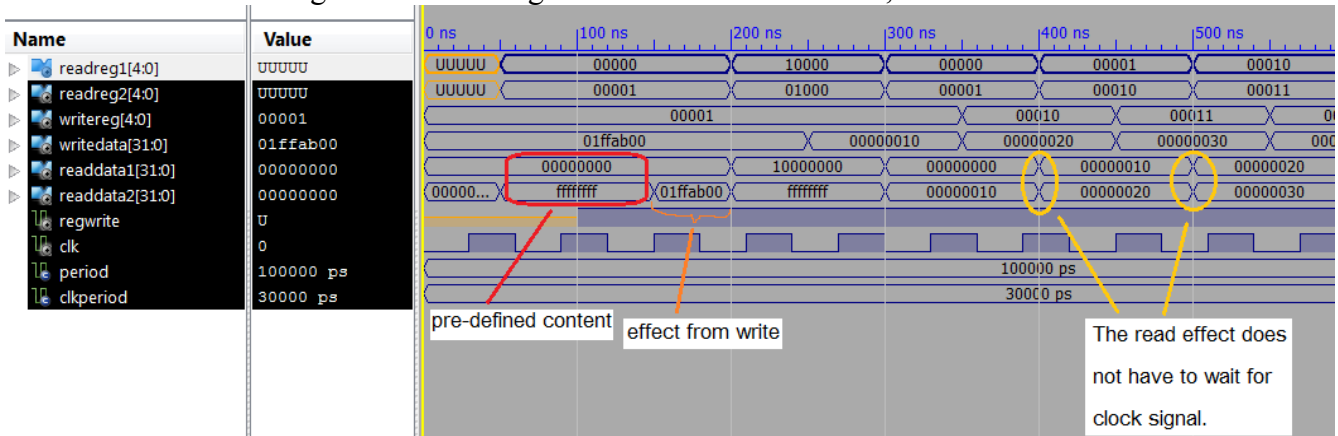 Name Value 0 ns 100 ns 200 ns 300 ns 400 ns 500 ns
readreg1[4:0] UUUUU UUUUU 00000 10000 00000 00001 00010
readreg2[4:0] UUUUU UUUUU 00001 01000 00001 00010 00011
writereg[4:0] 00001 00001 00010 00011
writedata[31:0] 01ffab00 01ffab00 00000010 00000020 00000030
readdata1[31:0] 00000000 00000000 10000000 00000000 00000010 00000020
readdata2[31:0] 00000000 00000... ffffffff 01ffab00 ffffffff 00000010 00000020 00000030
regwrite U
clk 0
period 100000 ps 100000 ps
clkperiod 30000 ps 30000 ps
pre-defined content
effect from write
The read effect does
not have to wait for
clock signal.